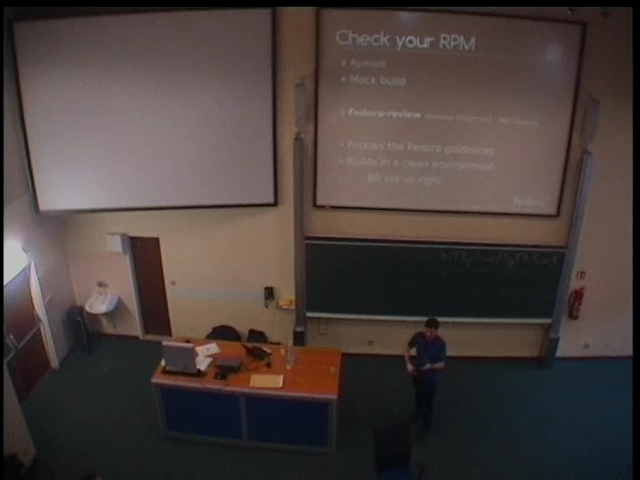 Check your RPM
Rpmlint
Mock build
Fedora-review
Follows the Fedora guidelines
Builds in a clean environment
BR set up right
fedora